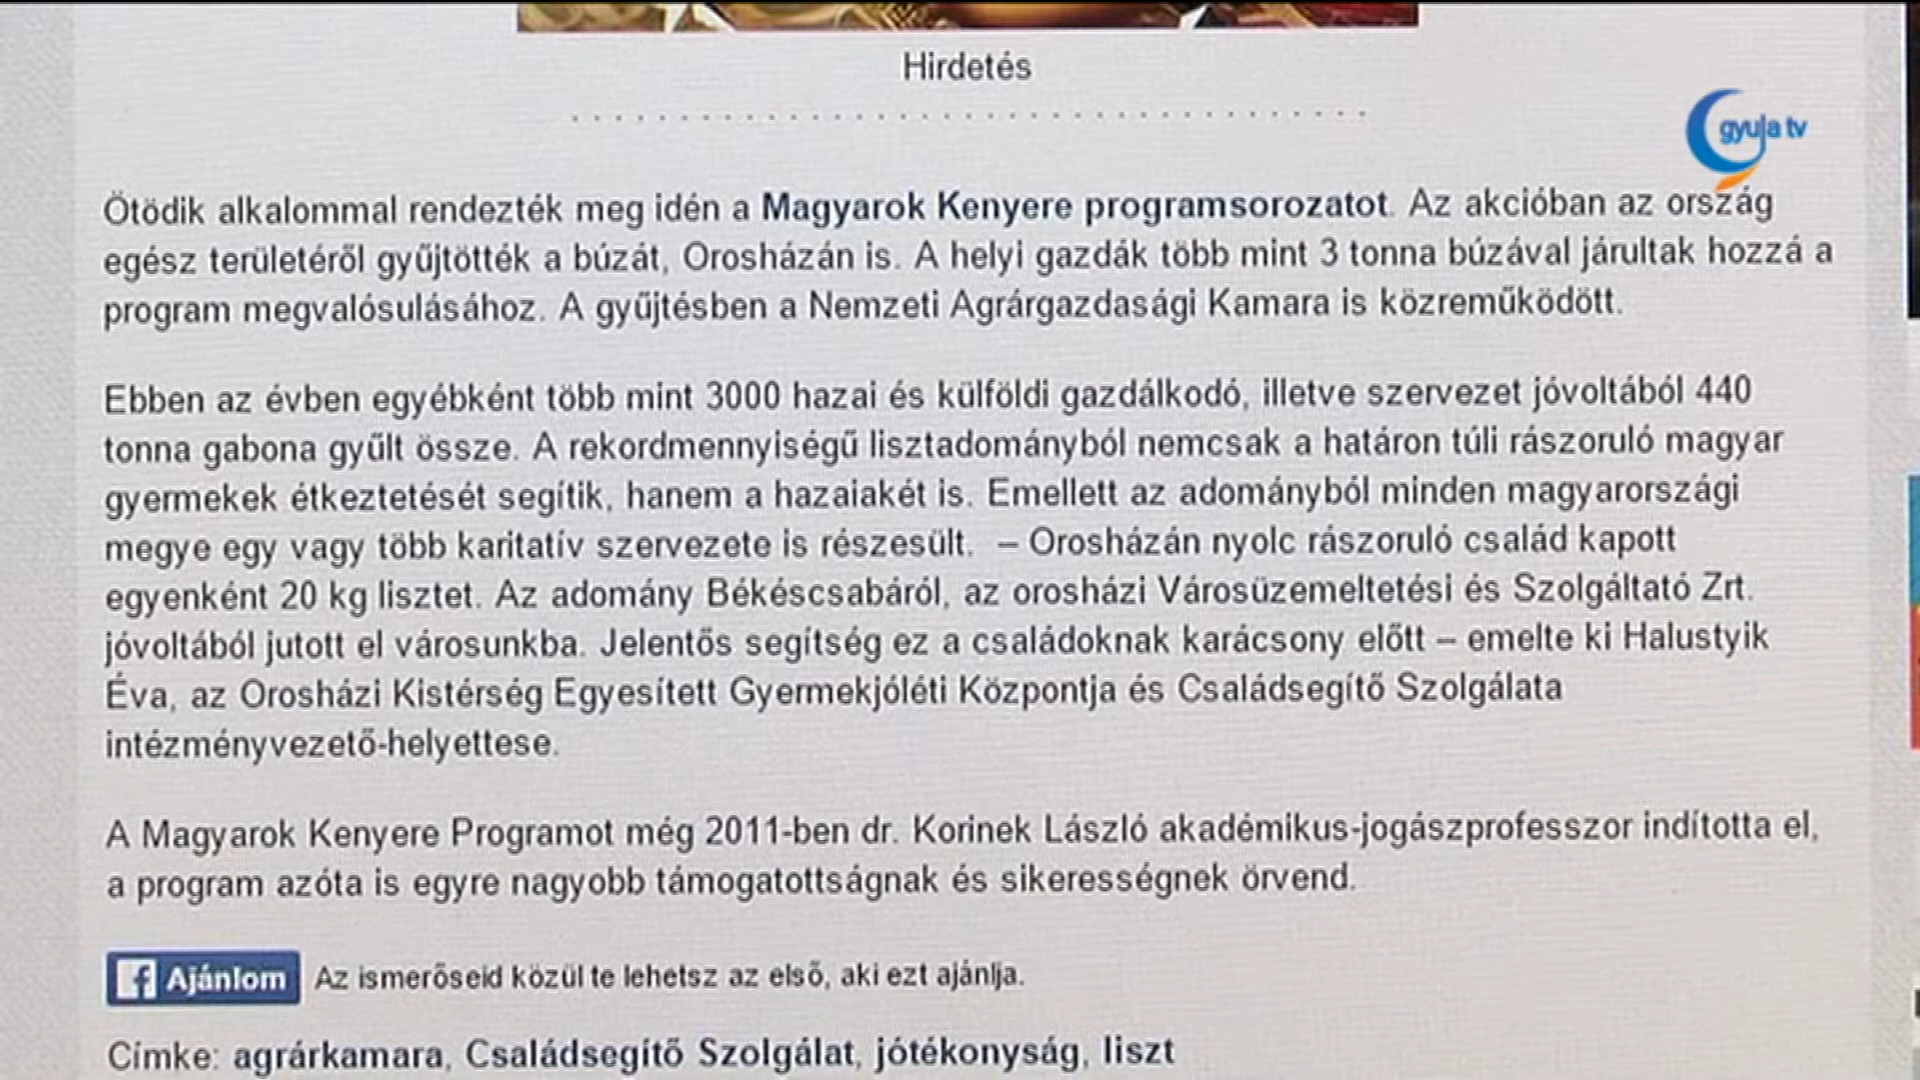 Hirdetés
gyula tv
Ötödik alkalommal rendezték meg idén a Magyarok Kenyere programsorozatot. Az akcióban az ország
egész területéről gyűjtötték a búzát, Orosházán is. A helyi gazdák több mint 3 tonna búzával járultak hozzá a
program megvalósulásához. A gyűjtésben a Nemzeti Agrárgazdasági Kamara is közreműködött.
Ebben az évben egyébként több mint 3000 hazai és külföldi gazdálkodó, illetve szervezet jóvoltából 440
tonna gabona gyűlt össze. A rekordmennyiségű lisztadományból nemcsak a határon túli rászoruló magyar
gyermekek étkeztetését segítik, hanem a hazaiakét is. Emellett az adományból minden magyarországi
megye egy vagy több karitatív szervezete is részesült. – Orosházán nyolc rászoruló család kapott
egyenként 20 kg lisztet. Az adomány Békéscsabáról, az orosházi Városüzemeltetési és Szolgáltató Zrt.
jóvoltából jutott el városunkba. Jelentős segítség ez a családoknak karácsony előtt – emelte ki Halustyik
Éva, az Orosházi Kistérség Egyesített Gyermekjóléti Központja és Családsegítő Szolgálata
intézményvezető-helyettese.
A Magyarok Kenyere Programot még 2011-ben dr. Korinek László akadémikus-jogászprofesszor indította el,
a program azóta is egyre nagyobb támogatottságnak és sikerességnek örvend.
Ajánlom Az ismerőseid közül te lehetsz az első, aki ezt ajánlja.
Címke: agrárkamara, Családsegítő Szolgálat, jótékonyság, liszt